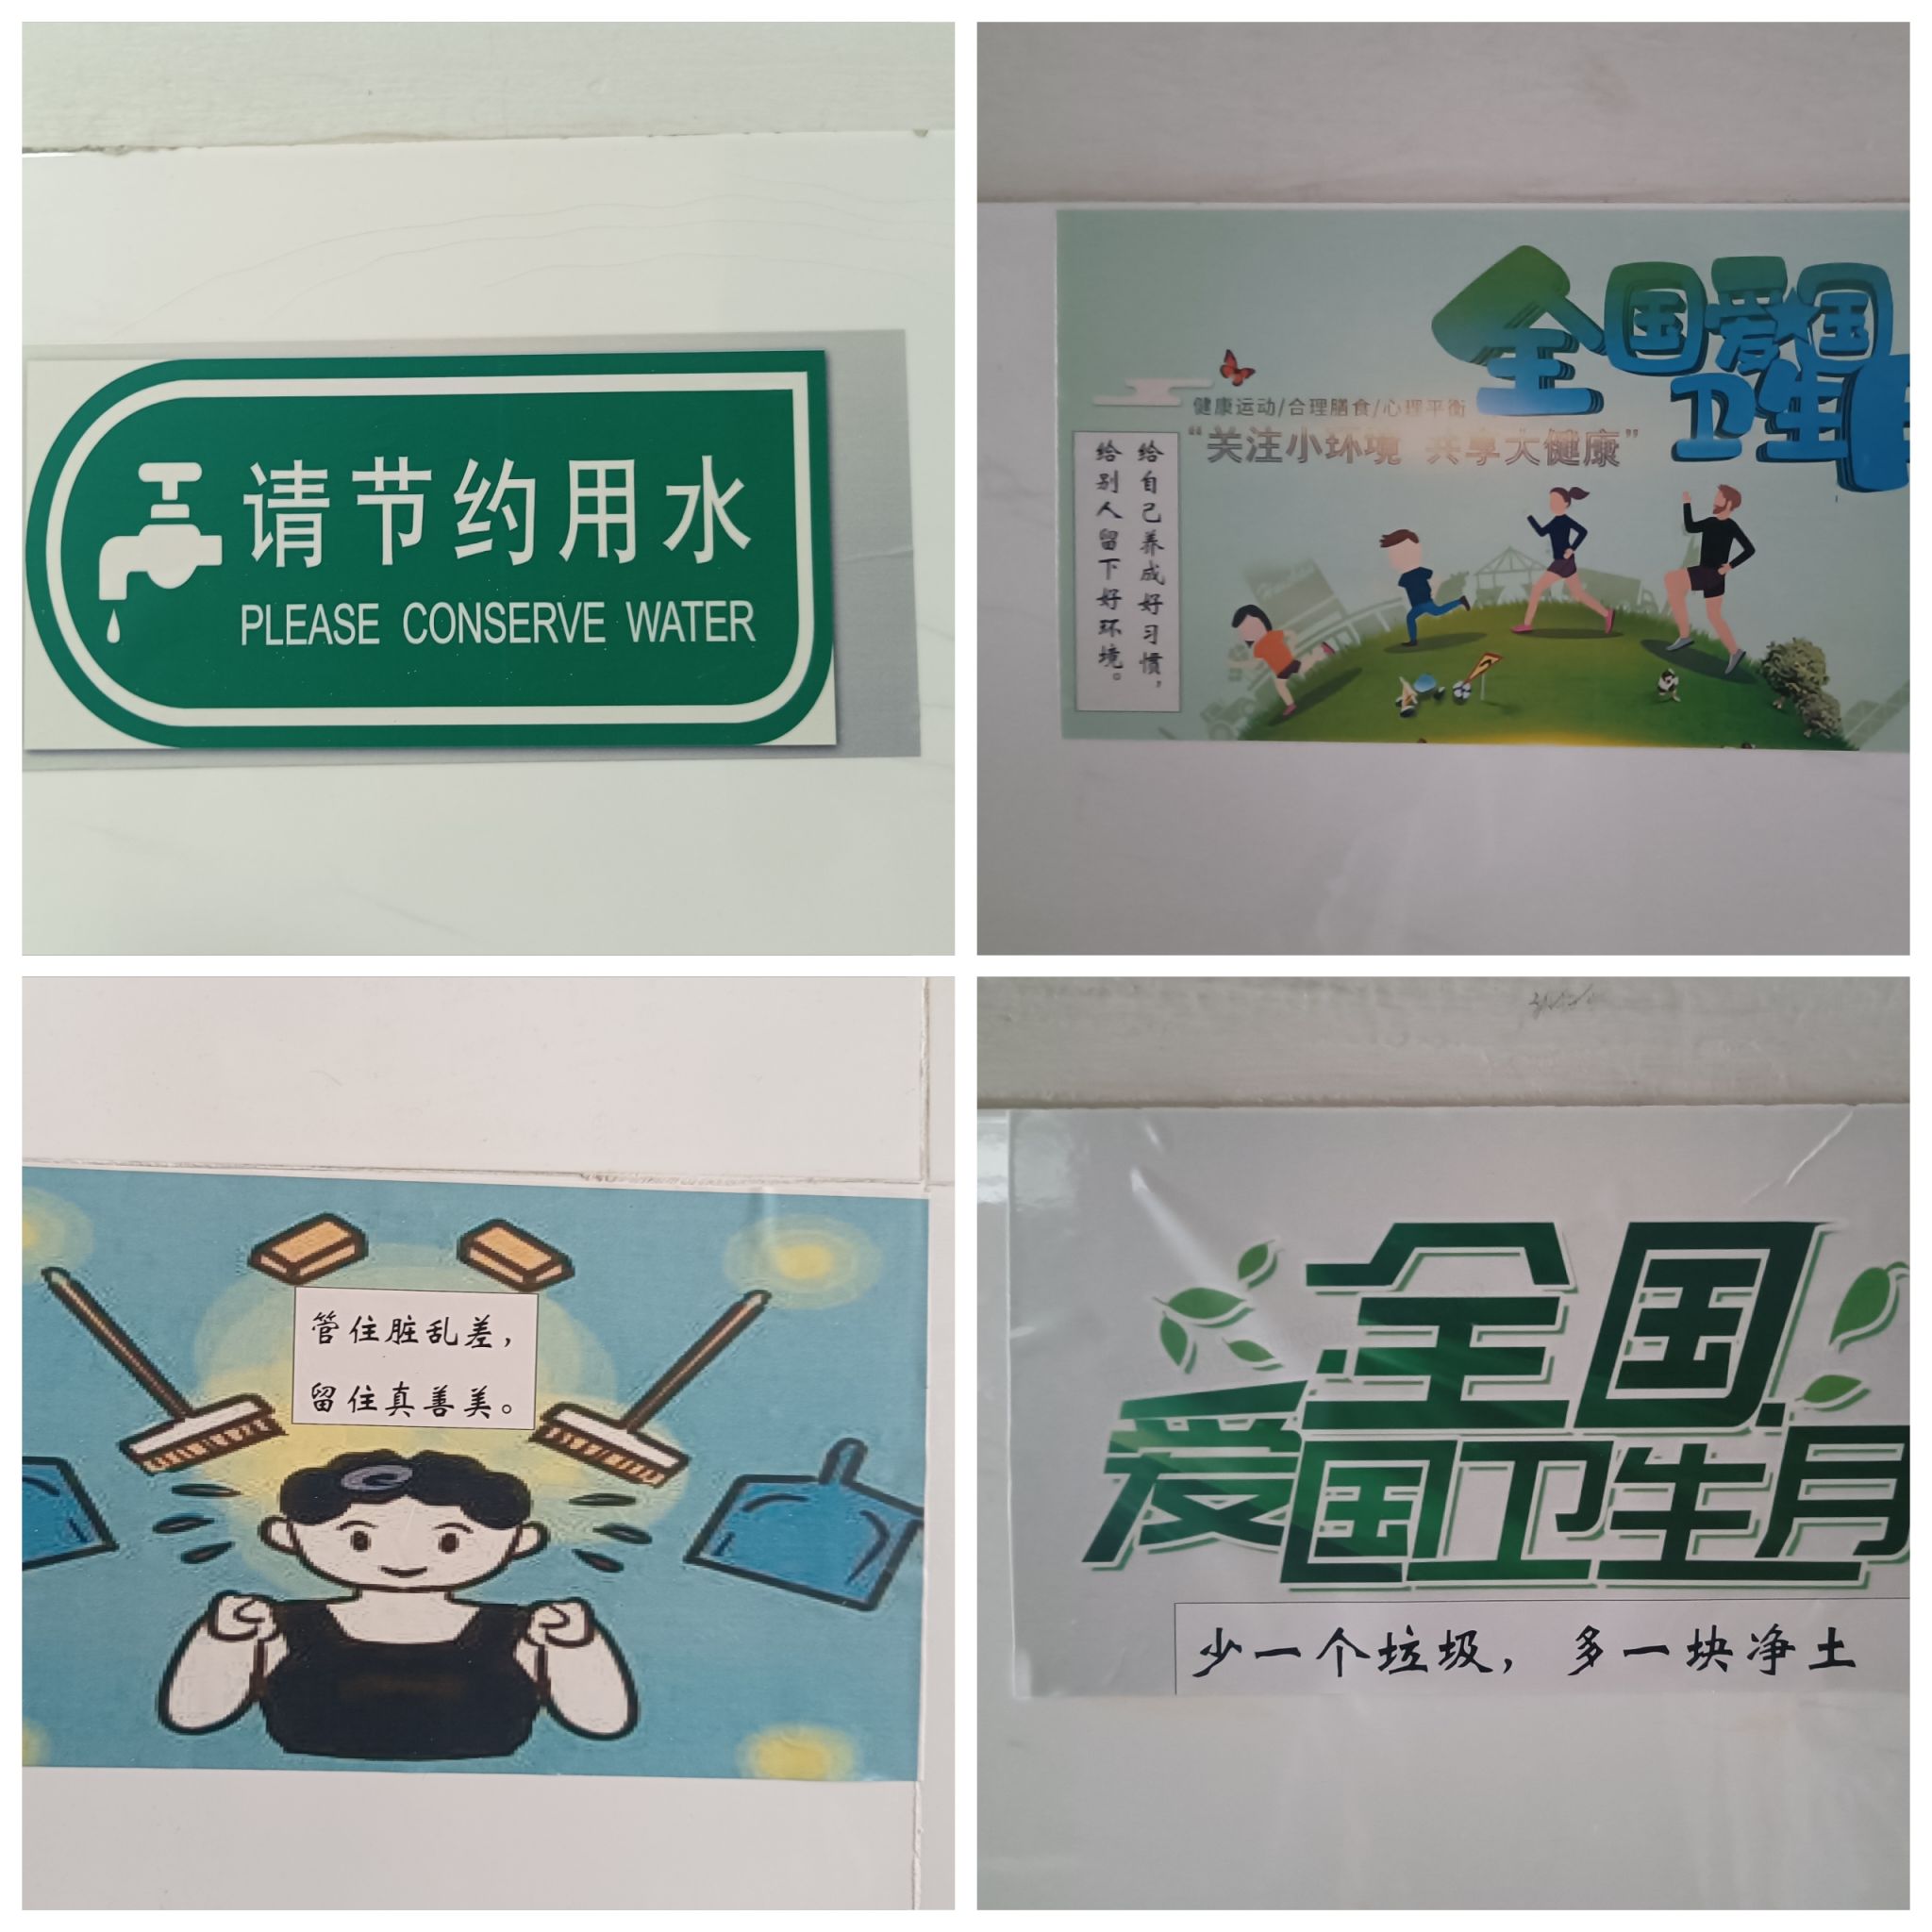 请节约用水
PLEASE CONSERVE WATER
全国爱国
卫生
健康运动/合理膳食/心理平衡
“关注小环境 共享大健康”
给自己养成好习惯,
给别人留下好环境。
管住脏乱差,
留住真善美。
全国
爱国卫生月
少一个垃圾, 多一块净土